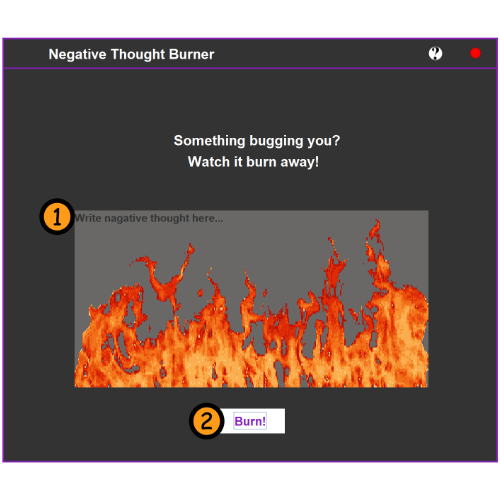 Negative Thought Burner ?
Something bugging you?
Watch it burn away!
1
Write nagative thought here...
2
Burn!